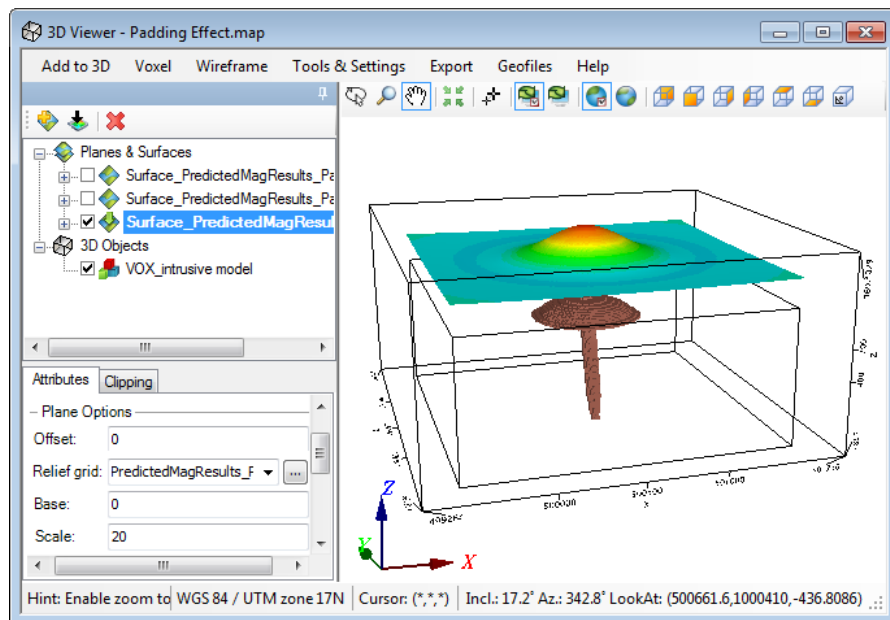 3D Viewer - Padding Effect.map
Add to 3D Voxel Wireframe Tools & Settings Export Geofiles Help
Planes & Surfaces
Surface_PredictedMagResults_Pa
Surface_PredictedMagResults_Pa
Surface_PredictedMagResul
3D Objects
VOX_intrusive model
Attributes Clipping
Plane Options
Offset: 0
Relief grid: PredictedMagResults_F ...
Base: 0
Scale: 20
500000
X
Z
Z
Y
X
Hint: Enable zoom to WGS 84 / UTM zone 17N Cursor: (*,*,*) Incl.: 17.2° Az.: 342.8° LookAt: (500661.6,1000410,-436.8086)